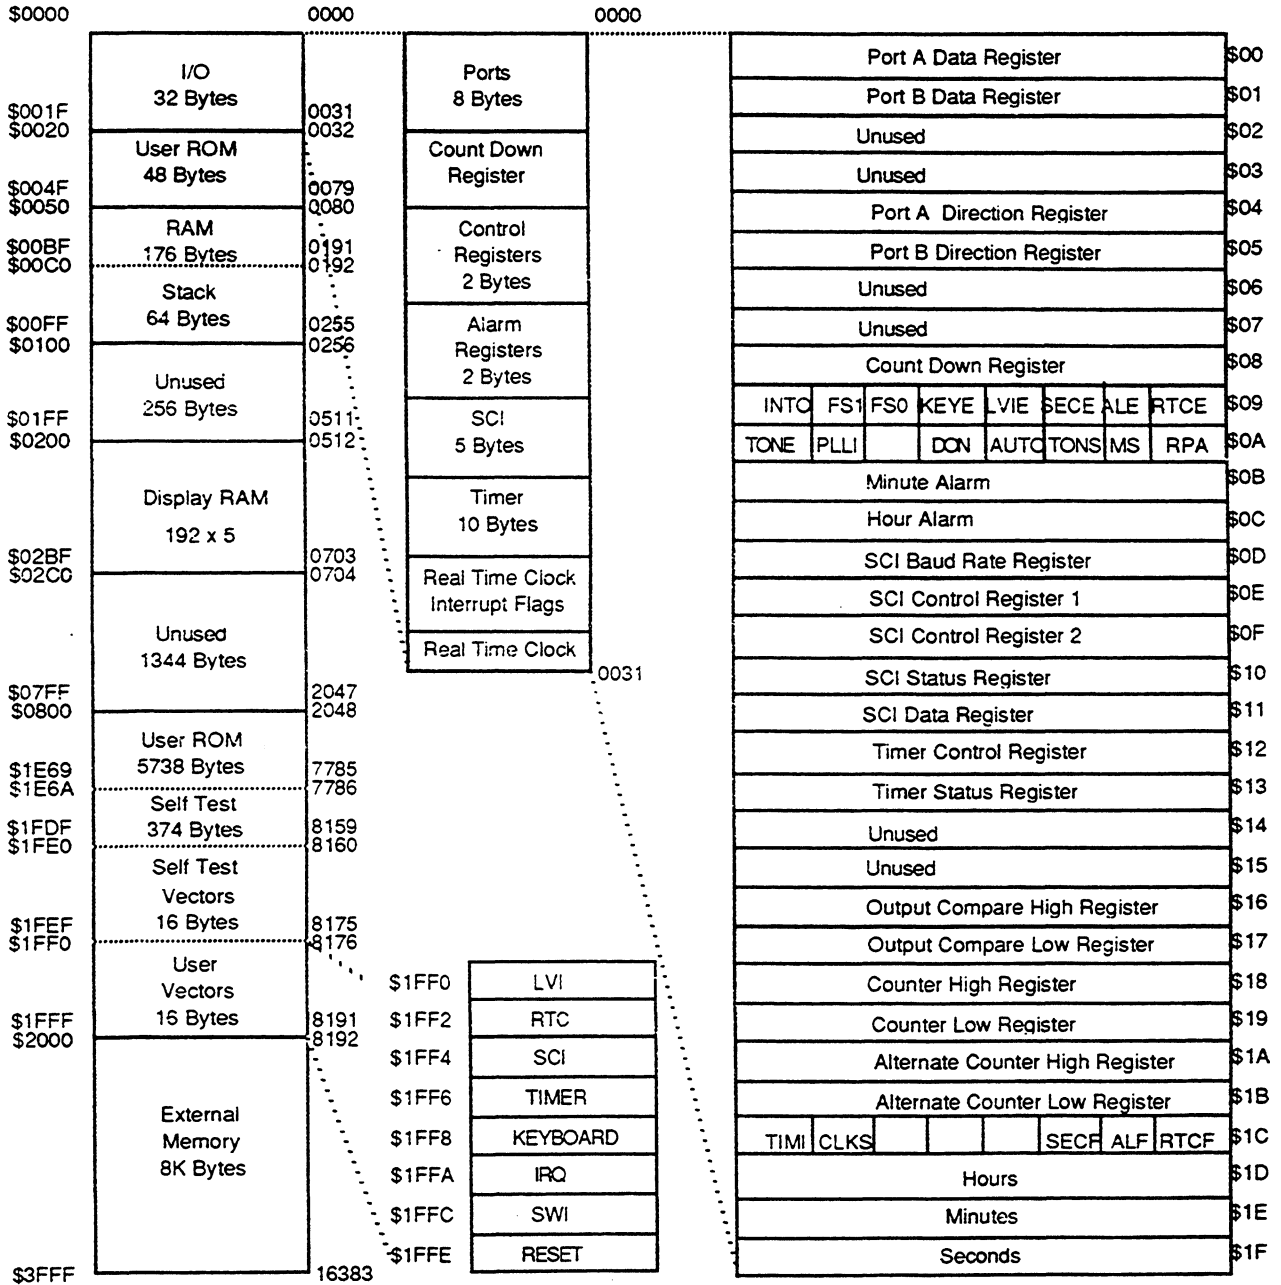 $0000 0000 0000
I/O
32 Bytes
$001F 0031
$0020 0032
User ROM
48 Bytes
$004F 0079
$0050 0080
RAM
176 Bytes
$00BF 0191
$00C0 0192
Stack
64 Bytes
$00FF 0255
$0100 0256
Unused
256 Bytes
$01FF 0511
$0200 0512
Display RAM
192 x 5
$02BF 0703
$02C0 0704
Unused
1344 Bytes
$07FF 2047
$0800 2048
User ROM
5738 Bytes
$1E69 7785
$1E6A 7786
Self Test
374 Bytes
$1FDF 8159
$1FE0 8160
Self Test
Vectors
16 Bytes
$1FEF 8175
$1FF0 8176
User
Vectors
16 Bytes
$1FFF 8191
$2000 8192
External
Memory
8K Bytes
$3FFF 16383
Ports
8 Bytes
Count Down
Register
Control
Registers
2 Bytes
Alarm
Registers
2 Bytes
SCI
5 Bytes
Timer
10 Bytes
Real Time Clock
Interrupt Flags
Real Time Clock
0031
$1FF0 LVI
$1FF2 RTC
$1FF4 SCI
$1FF6 TIMER
$1FF8 KEYBOARD
$1FFA IRQ
$1FFC SWI
$1FFE RESET
Port A Data Register $00
Port B Data Register $01
Unused $02
Unused $03
Port A Direction Register $04
Port B Direction Register $05
Unused $06
Unused $07
Count Down Register $08
INTO FS1 FS0 KEYE LVIE SECE ALE RTCE $09
TONE PLLI DON AUTO TONS MS RPA $0A
Minute Alarm $0B
Hour Alarm $0C
SCI Baud Rate Register $0D
SCI Control Register 1 $0E
SCI Control Register 2 $0F
SCI Status Register $10
SCI Data Register $11
Timer Control Register $12
Timer Status Register $13
Unused $14
Unused $15
Output Compare High Register $16
Output Compare Low Register $17
Counter High Register $18
Counter Low Register $19
Alternate Counter High Register $1A
Alternate Counter Low Register $1B
TIMI CLKS SECF ALF RTCF $1C
Hours $1D
Minutes $1E
Seconds $1F